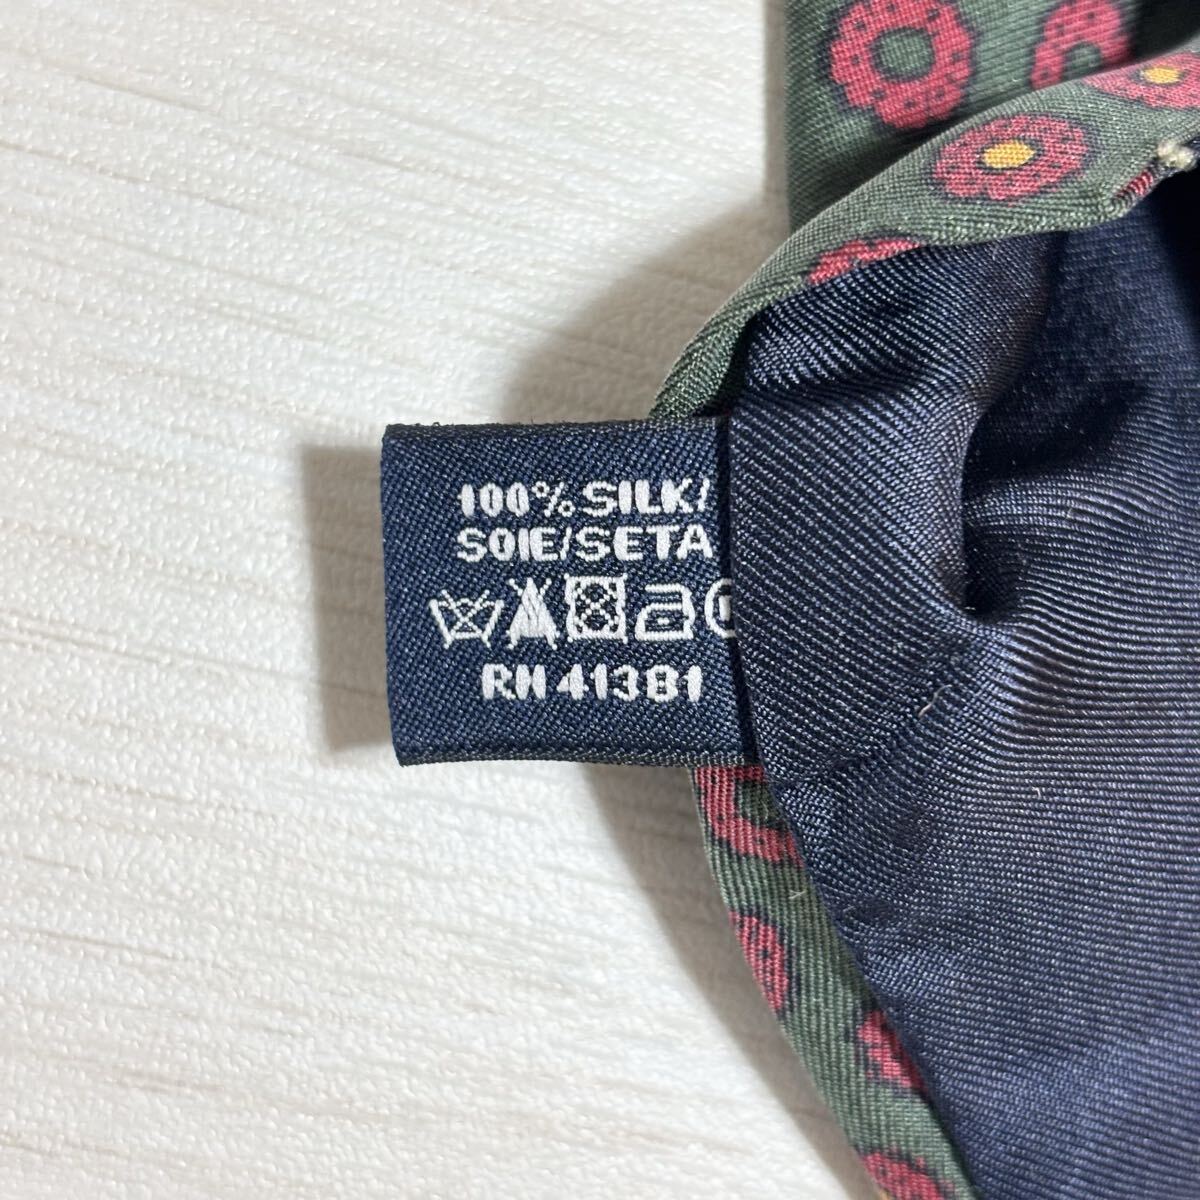 100% SILK/
SOIE/SETA
RN 41381